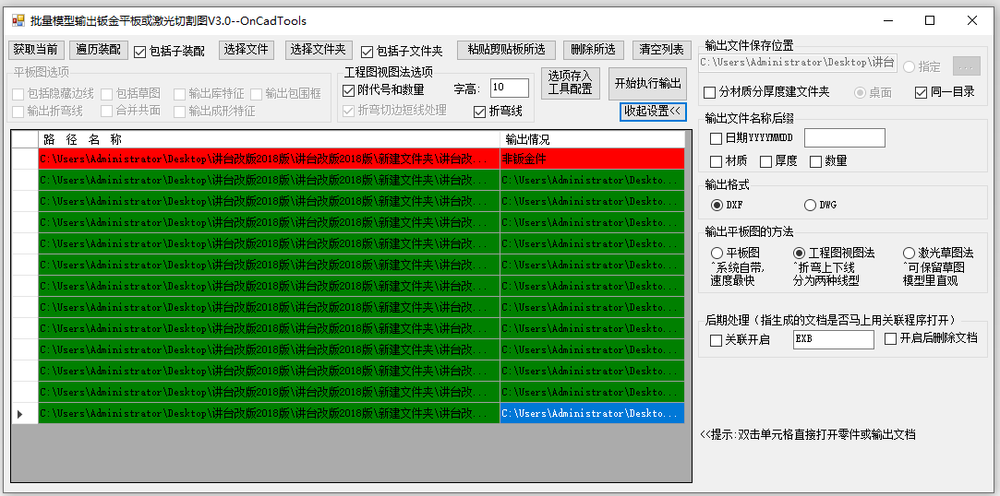 批量模型输出钣金平板或激光切割图V3.0--OnCadTools
获取当前 遍历装配 包括子装配 选择文件 选择文件夹 包括子文件夹 粘贴剪贴板所选 删除所选 清空列表
平板图选项
包括隐藏边线 包括草图 输出库特征 输出包围框
输出折弯线 合并共面 输出成形特征
工程图视图法选项
附代号和数量 字高: 10
折弯切边短线处理 折弯线
选项存入
工具配置
开始执行输出
收起设置<<
路 径 名 称 输出情况
C:\Users\Administrator\Desktop\讲台改版2018版\讲台改版2018版\新建文件夹\讲台改... 非钣金件
C:\Users\Administrator\Desktop\讲台改版2018版\讲台改版2018版\新建文件夹\讲台改... C:\Users\Administrator\Deskto...
C:\Users\Administrator\Desktop\讲台改版2018版\讲台改版2018版\新建文件夹\讲台改... C:\Users\Administrator\Deskto...
C:\Users\Administrator\Desktop\讲台改版2018版\讲台改版2018版\新建文件夹\讲台改... C:\Users\Administrator\Deskto...
C:\Users\Administrator\Desktop\讲台改版2018版\讲台改版2018版\新建文件夹\讲台改... C:\Users\Administrator\Deskto...
C:\Users\Administrator\Desktop\讲台改版2018版\讲台改版2018版\新建文件夹\讲台改... C:\Users\Administrator\Deskto...
C:\Users\Administrator\Desktop\讲台改版2018版\讲台改版2018版\新建文件夹\讲台改... C:\Users\Administrator\Deskto...
C:\Users\Administrator\Desktop\讲台改版2018版\讲台改版2018版\新建文件夹\讲台改... C:\Users\Administrator\Deskto...
C:\Users\Administrator\Desktop\讲台改版2018版\讲台改版2018版\新建文件夹\讲台改... C:\Users\Administrator\Deskto...
C:\Users\Administrator\Desktop\讲台改版2018版\讲台改版2018版\新建文件夹\讲台改... C:\Users\Administrator\Deskto...
C:\Users\Administrator\Desktop\讲台改版2018版\讲台改版2018版\新建文件夹\讲台改... C:\Users\Administrator\Deskto...
C:\Users\Administrator\Desktop\讲台改版2018版\讲台改版2018版\新建文件夹\讲台改... C:\Users\Administrator\Deskto...
C:\Users\Administrator\Desktop\讲台改版2018版\讲台改版2018版\新建文件夹\讲台改... C:\Users\Administrator\Deskto...
输出文件保存位置
C:\Users\Administrator\Desktop\讲台 指定 ...
分材质分厚度建文件夹 桌面 同一目录
输出文件名称后缀
日期YYYYMMDD
材质 厚度 数量
输出格式
DXF DWG
输出平板图的方法
平板图 工程图视图法 激光草图法
^系统自带, ^折弯上下线 ^可保留草图
速度最快 分为两种线型 模型里直观
后期处理（指生成的文档是否马上用关联程序打开）
关联开启 EXB 开启后删除文档
<<提示:双击单元格直接打开零件或输出文档